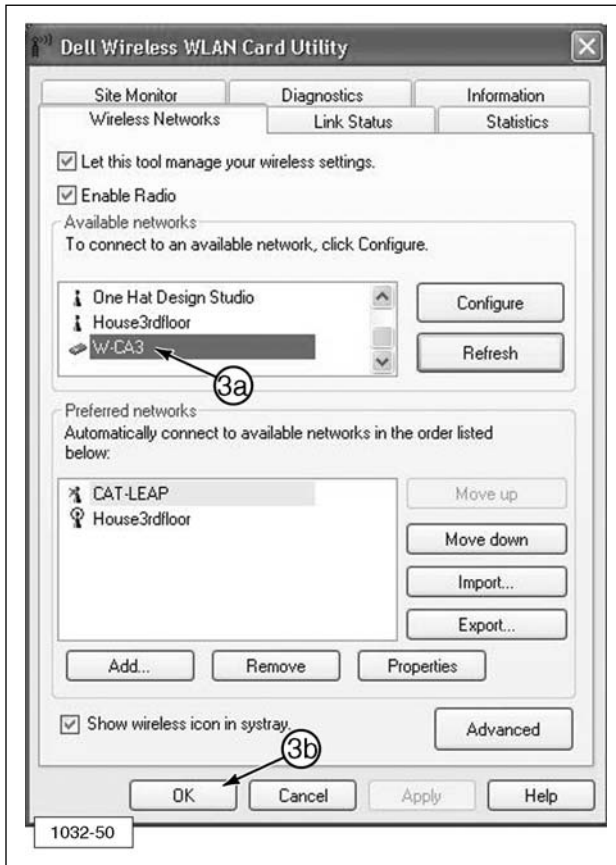 Dell Wireless WLAN Card Utility
Site Monitor Diagnostics Information
Wireless Networks Link Status Statistics
Let this tool manage your wireless settings.
Enable Radio
Available networks
To connect to an available network, click Configure.
One Hat Design Studio
House3rdfloor
W-CA3
Configure
Refresh
3a
Preferred networks
Automatically connect to available networks in the order listed
below:
CAT-LEAP
House3rdfloor
Move up
Move down
Import...
Export...
Add... Remove Properties
Show wireless icon in systray.
Advanced
3b
OK Cancel Apply Help
1032-50